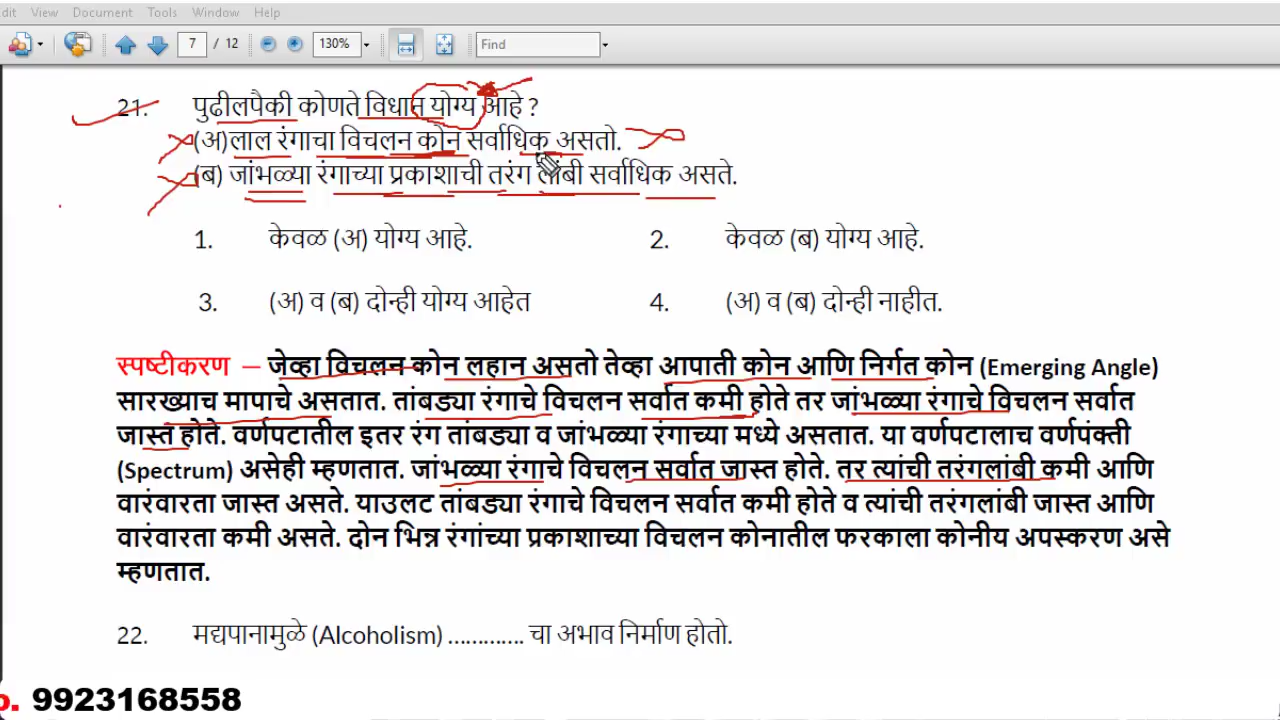 dit View Document Tools Window Help
7 / 12 130% Find
21. पुढीलपैकी कोणते विधान योग्य आहे ?
(अ)लाल रंगाचा विचलन कोन सर्वाधिक असतो.
(ब) जांभळ्या रंगाच्या प्रकाशाची तरंग लांबी सर्वाधिक असते.
1. केवळ (अ) योग्य आहे. 2. केवळ (ब) योग्य आहे.
3. (अ) व (ब) दोन्ही योग्य आहेत 4. (अ) व (ब) दोन्ही नाहीत.
स्पष्टीकरण – जेव्हा विचलन कोन लहान असतो तेव्हा आपाती कोन आणि निर्गत कोन (Emerging Angle)
सारख्याच मापाचे असतात. तांबड्या रंगाचे विचलन सर्वात कमी होते तर जांभळ्या रंगाचे विचलन सर्वात
जास्त होते. वर्णपटातील इतर रंग तांबड्या व जांभळ्या रंगाच्या मध्ये असतात. या वर्णपटालाच वर्णपंक्ती
(Spectrum) असेही म्हणतात. जांभळ्या रंगाचे विचलन सर्वात जास्त होते. तर त्यांची तरंगलांबी कमी आणि
वारंवारता जास्त असते. याउलट तांबड्या रंगाचे विचलन सर्वात कमी होते व त्यांची तरंगलांबी जास्त आणि
वारंवारता कमी असते. दोन भिन्न रंगांच्या प्रकाशाच्या विचलन कोनातील फरकाला कोनीय अपस्करण असे
म्हणतात.
22. मद्यपानामुळे (Alcoholism) …………. चा अभाव निर्माण होतो.
o. 9923168558